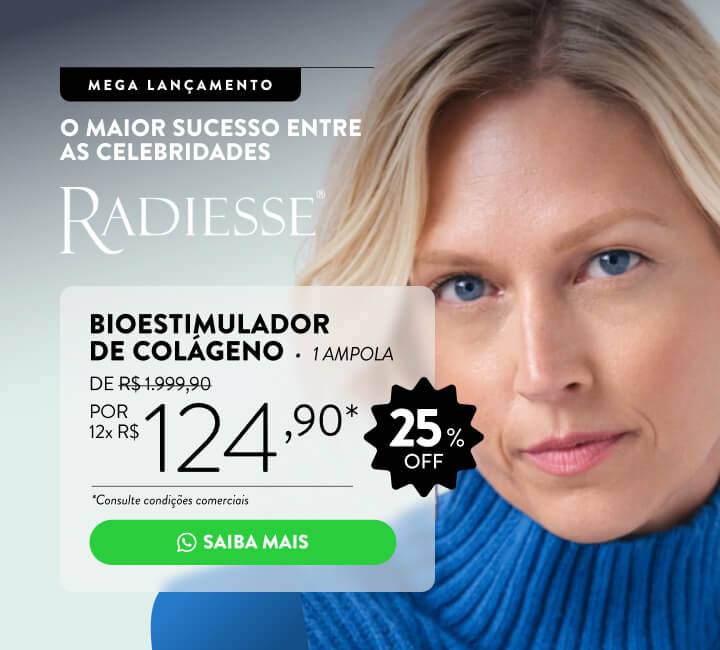 MEGA LANÇAMENTO
O MAIOR SUCESSO ENTRE
AS CELEBRIDADES
RADIESSE®
BIOESTIMULADOR
DE COLÁGENO • 1 AMPOLA
DE R$ 1.999,90
POR
12x R$ 124,90*
25% OFF
*Consulte condições comerciais
SAIBA MAIS